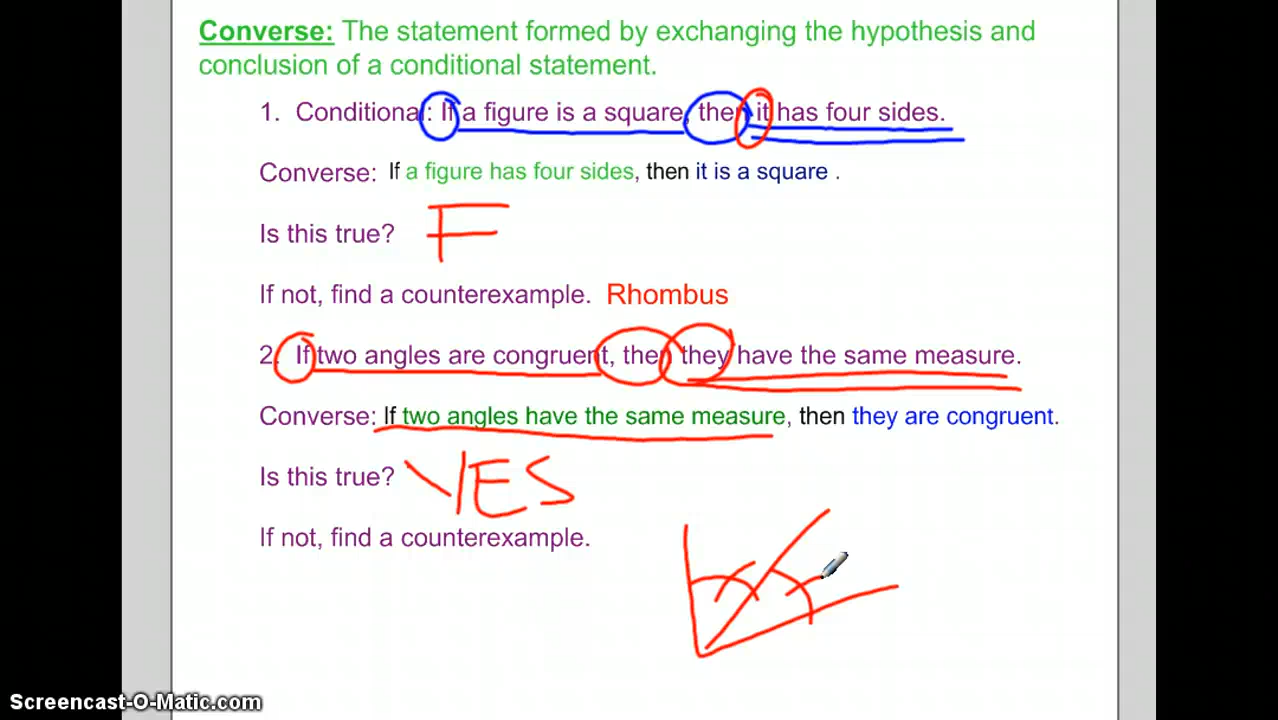 Converse: The statement formed by exchanging the hypothesis and
conclusion of a conditional statement.
1. Conditional: If a figure is a square, then it has four sides.
Converse: If a figure has four sides, then it is a square .
Is this true? F
If not, find a counterexample. Rhombus
2. If two angles are congruent, then they have the same measure.
Converse: If two angles have the same measure, then they are congruent.
Is this true? YES
If not, find a counterexample.
Screencast-O-Matic.com